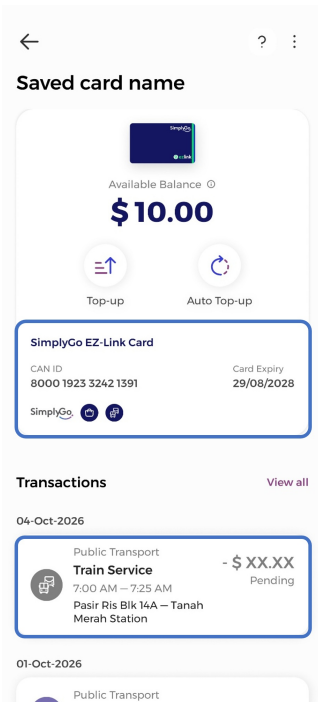 ?
Saved card name
SimplyGo
ezlink
Available Balance
$10.00
Top-up
Auto Top-up
SimplyGo EZ-Link Card
CAN ID
Card Expiry
8000 1923 3242 1391
29/08/2028
SimplyGo
Transactions
View all
04-Oct-2026
Public Transport
Train Service
- $ XX.XX
Pending
7:00 AM — 7:25 AM
Pasir Ris Blk 14A — Tanah
Merah Station
01-Oct-2026
Public Transport